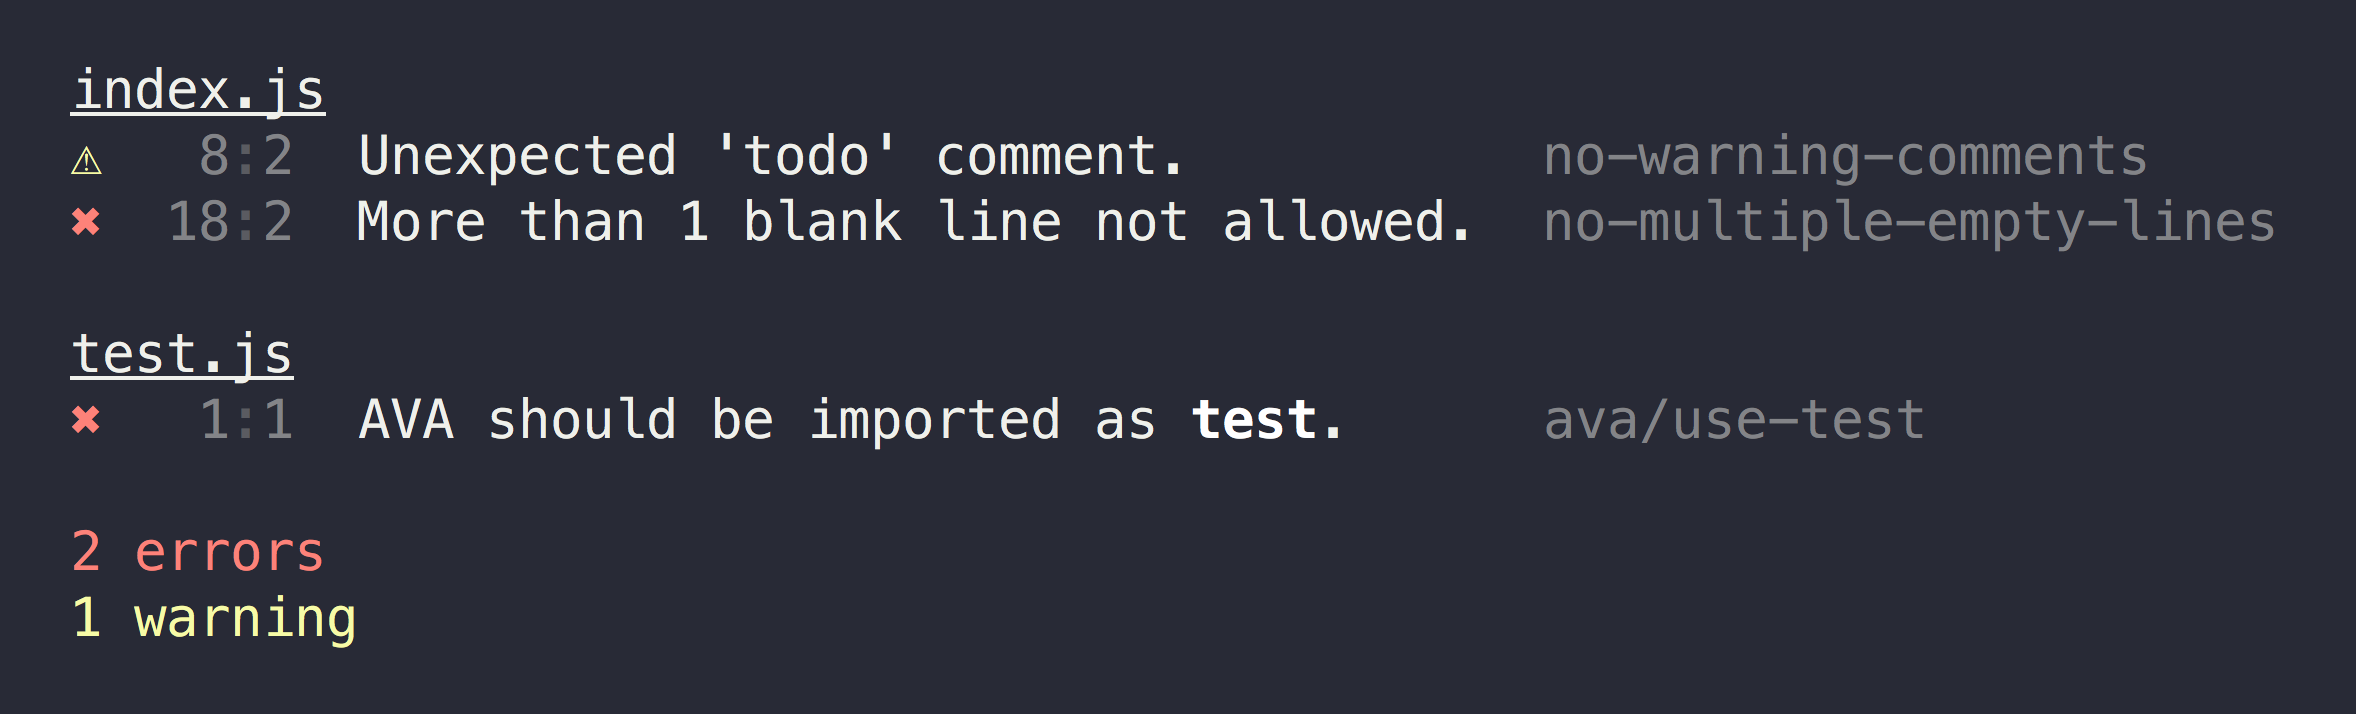 index.js
⚠ 8:2 Unexpected 'todo' comment. no-warning-comments
✖ 18:2 More than 1 blank line not allowed. no-multiple-empty-lines
test.js
✖ 1:1 AVA should be imported as test. ava/use-test
2 errors
1 warning